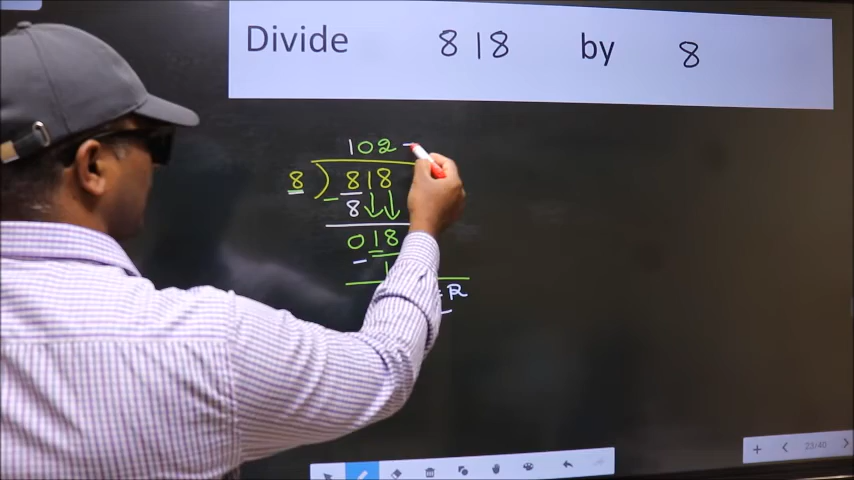 Divide 818 by 8
102
8 ) 818
- 8
018
- 1
= R
23/40